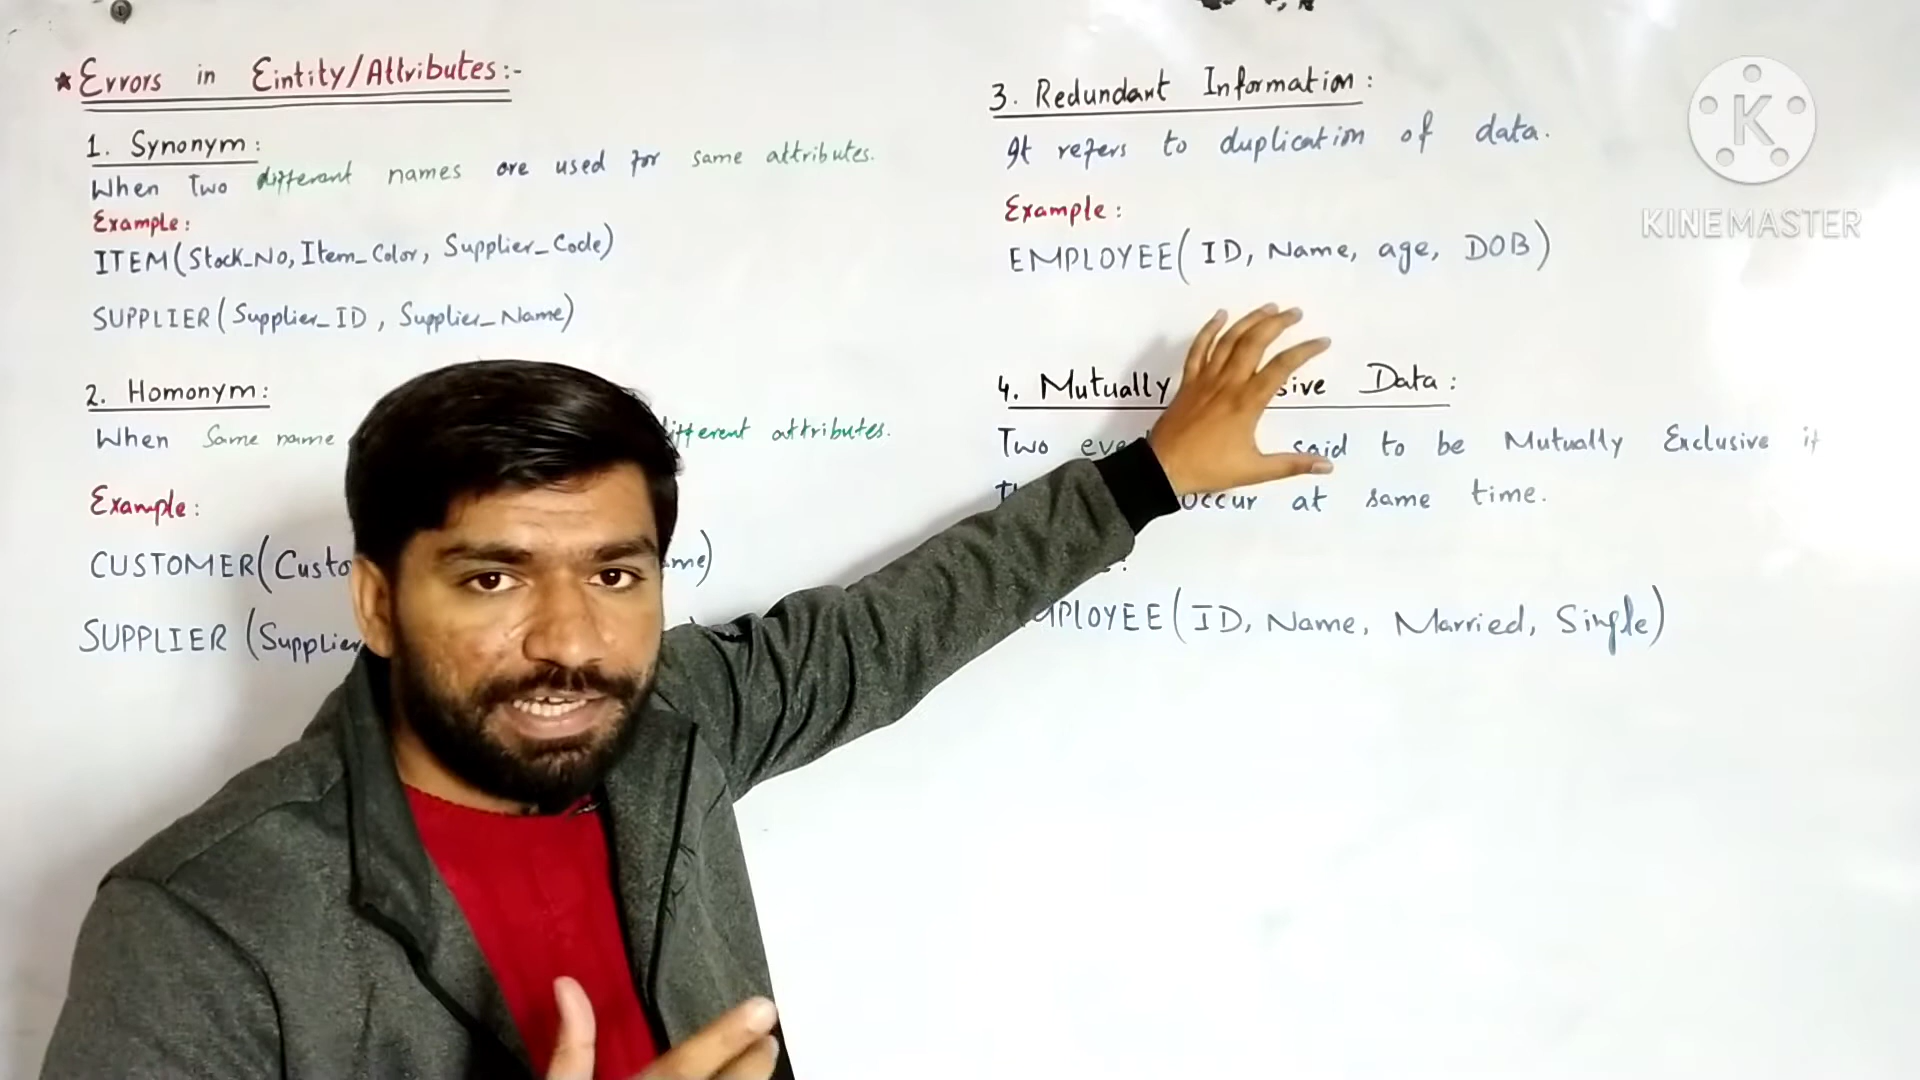 ★ Errors in Eintity/Attributes:-
1. Synonym:
When Two different names are used for same attributes.
Example:
ITEM(Stock_No, Item_Color, Supplier_Code)
SUPPLIER(Supplier_ID, Supplier_Name)
2. Homonym:
When Same name different attributes.
Example:
CUSTOMER(Custo me)
SUPPLIER (Supplier
3. Redundant Information:
It refers to duplication of data.
Example:
EMPLOYEE(ID, Name, age, DOB)
4. Mutually sive Data:
Two eve said to be Mutually Exclusive if
occur at same time.
MPLOYEE(ID, Name, Married, Single)
K
KINEMASTER